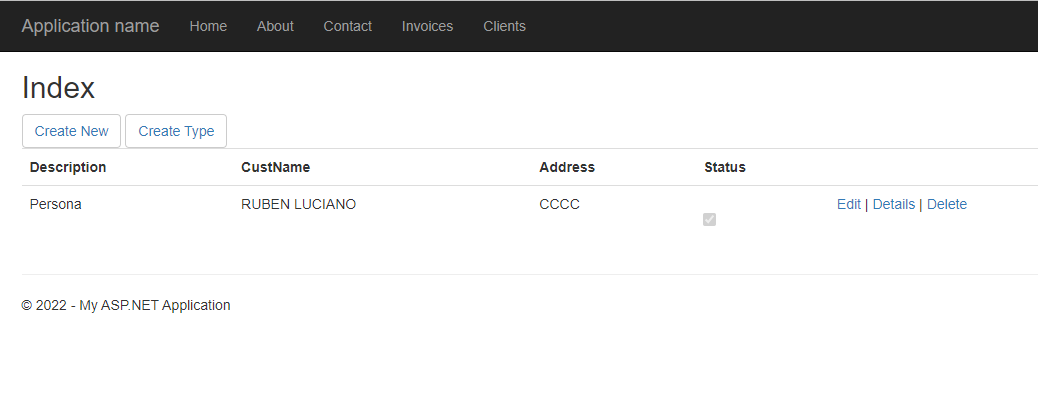 Application name Home About Contact Invoices Clients
Index
Create New Create Type
Description CustName Address Status
Persona RUBEN LUCIANO CCCC Edit | Details | Delete
© 2022 - My ASP.NET Application